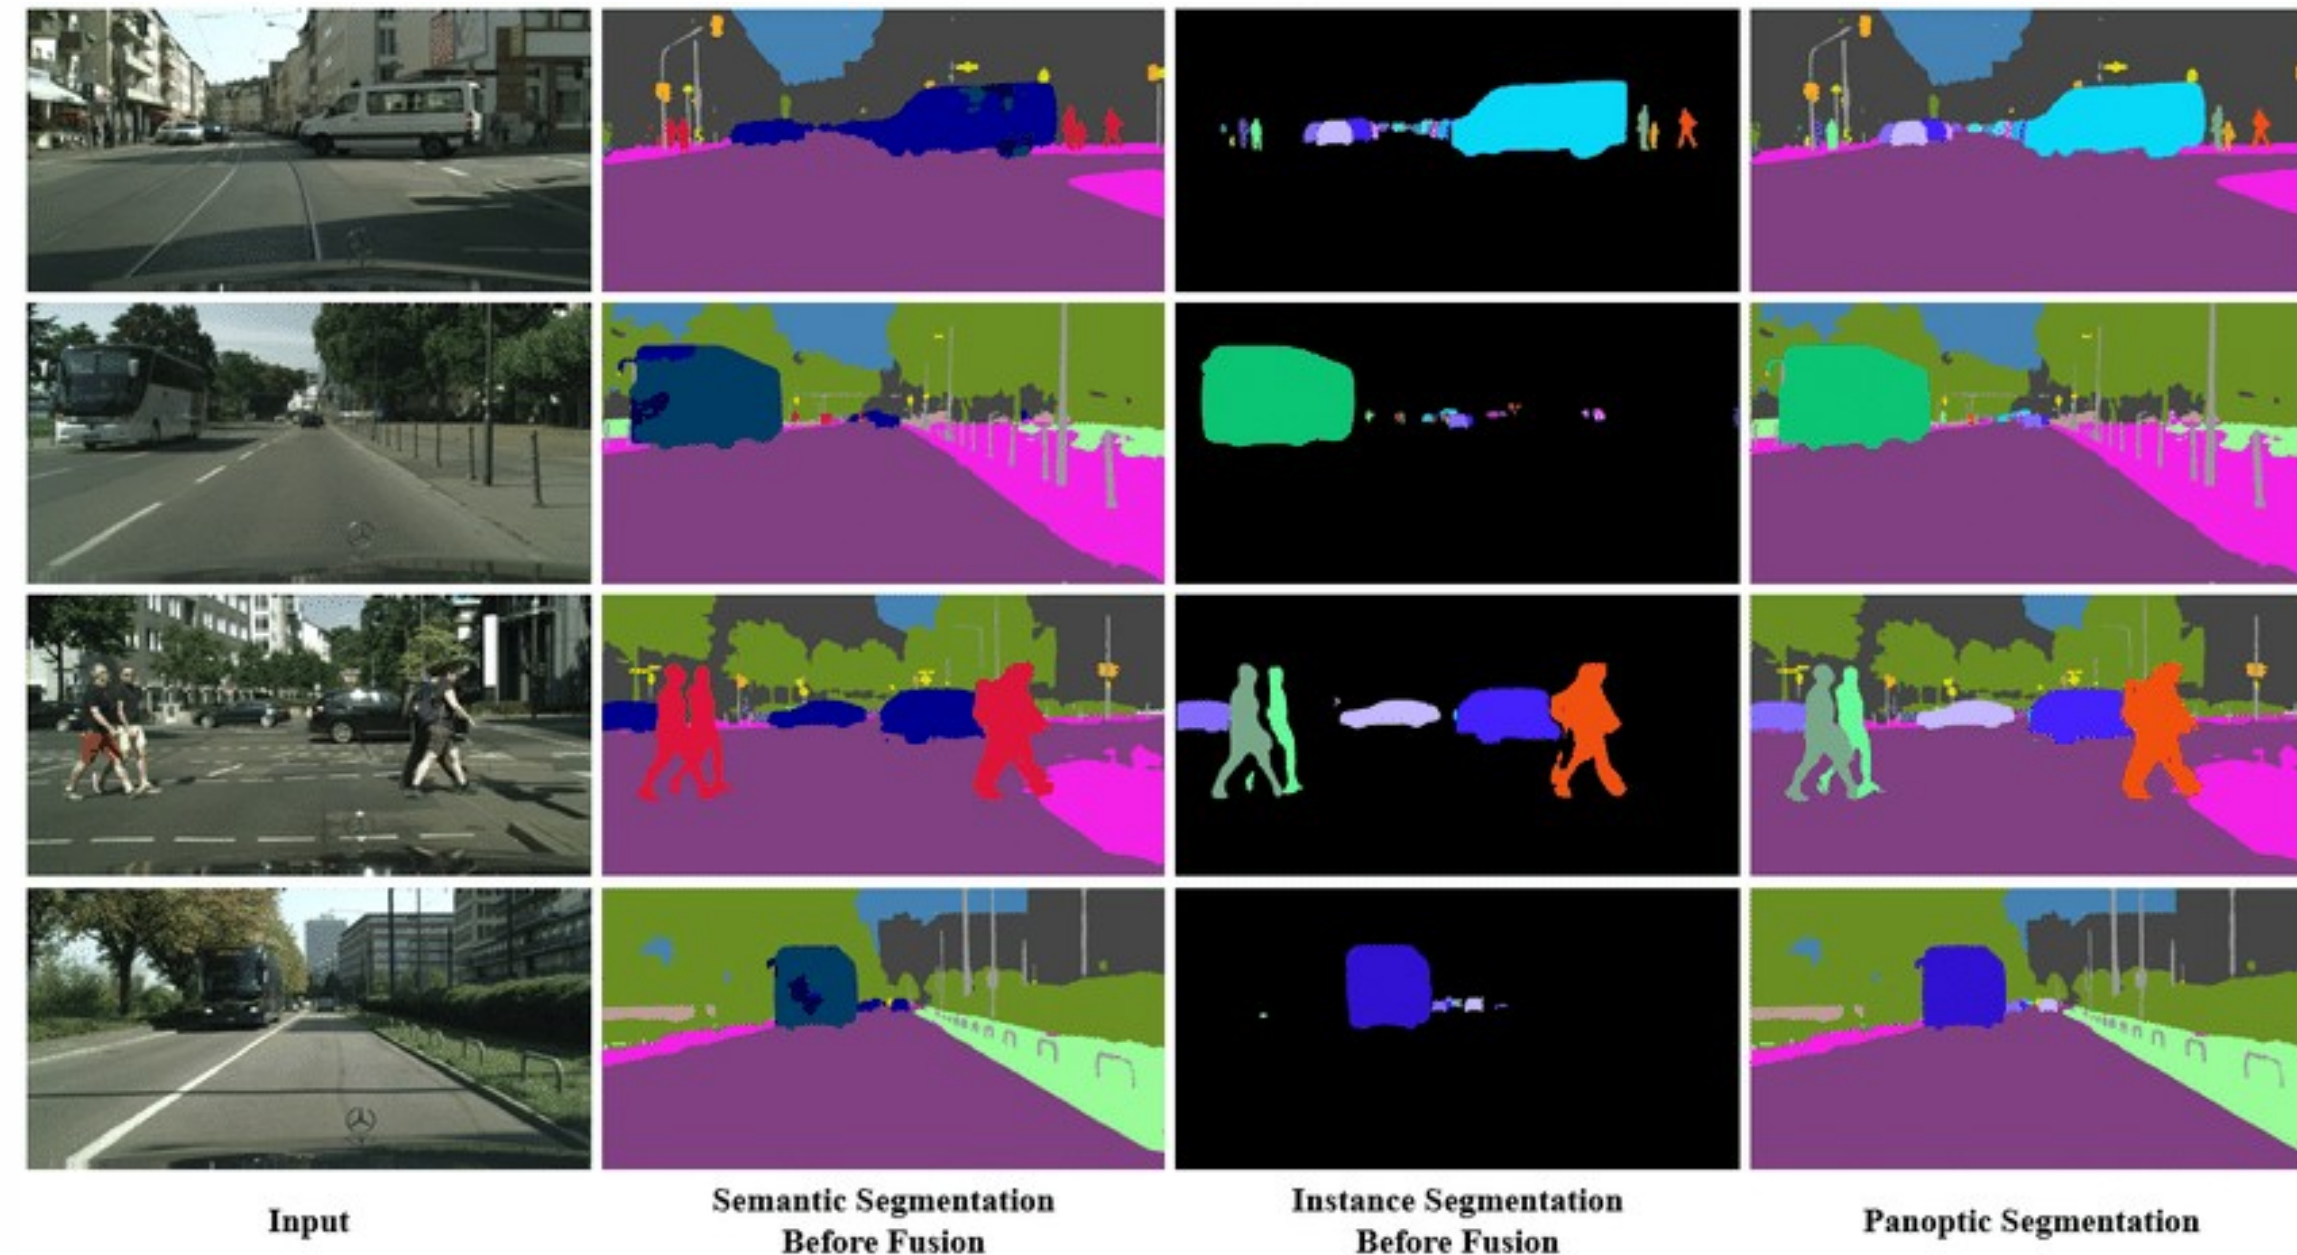 Input
Semantic Segmentation
Before Fusion
Instance Segmentation
Before Fusion
Panoptic Segmentation